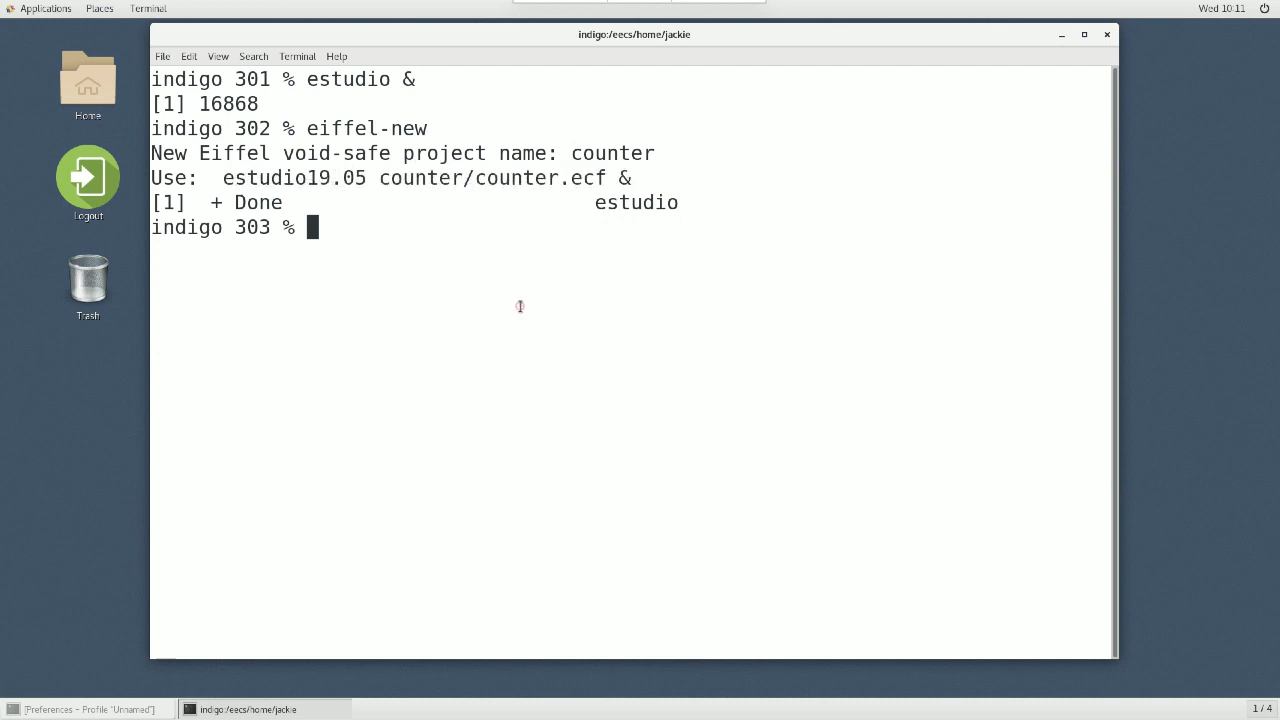 Applications Places Terminal
Wed 10:11
indigo:/eecs/home/jackie
File Edit View Search Terminal Help
indigo 301 % estudio &
[1] 16868
indigo 302 % eiffel-new
New Eiffel void-safe project name: counter
Use:  estudio19.05 counter/counter.ecf &
[1]  + Done                          estudio
indigo 303 %
Home
Logout
Trash
[Preferences – Profile "Unnamed"]
indigo:/eecs/home/jackie
1 / 4